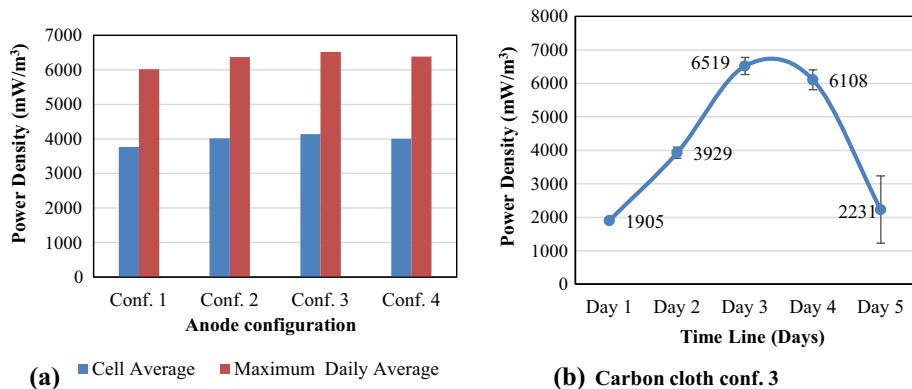 Power Density (mW/m³)
8000
7000
6000
5000
4000
3000
2000
1000
0
Conf. 1 Conf. 2 Conf. 3 Conf. 4
Anode configuration
(a) Cell Average Maximum Daily Average
Power Density (mW/m³)
8000
7000
6000
5000
4000
3000
2000
1000
0
6519
6108
3929
2231
1905
Day 1 Day 2 Day 3 Day 4 Day 5
Time Line (Days)
(b) Carbon cloth conf. 3